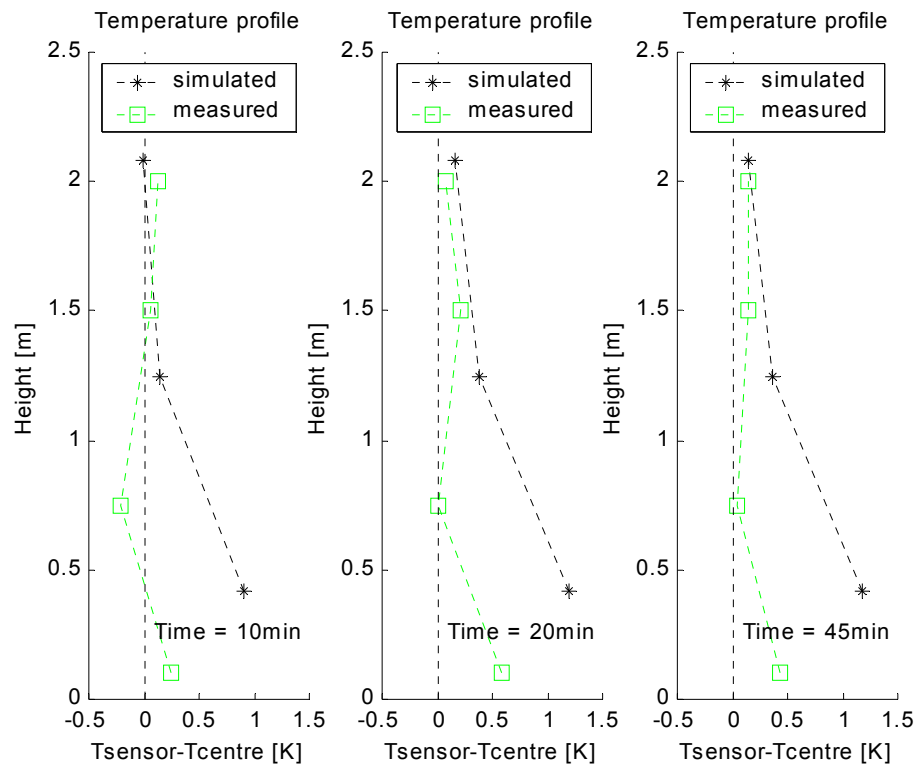 Temperature profile
2.5
2
1.5
1
0.5
0
Height [m]
simulated
measured
Time = 10min
-0.5 0 0.5 1 1.5
Tsensor-Tcentre [K]
Temperature profile
2.5
2
1.5
1
0.5
0
Height [m]
simulated
measured
Time = 20min
-0.5 0 0.5 1 1.5
Tsensor-Tcentre [K]
Temperature profile
2.5
2
1.5
1
0.5
0
Height [m]
simulated
measured
Time = 45min
-0.5 0 0.5 1 1.5
Tsensor-Tcentre [K]